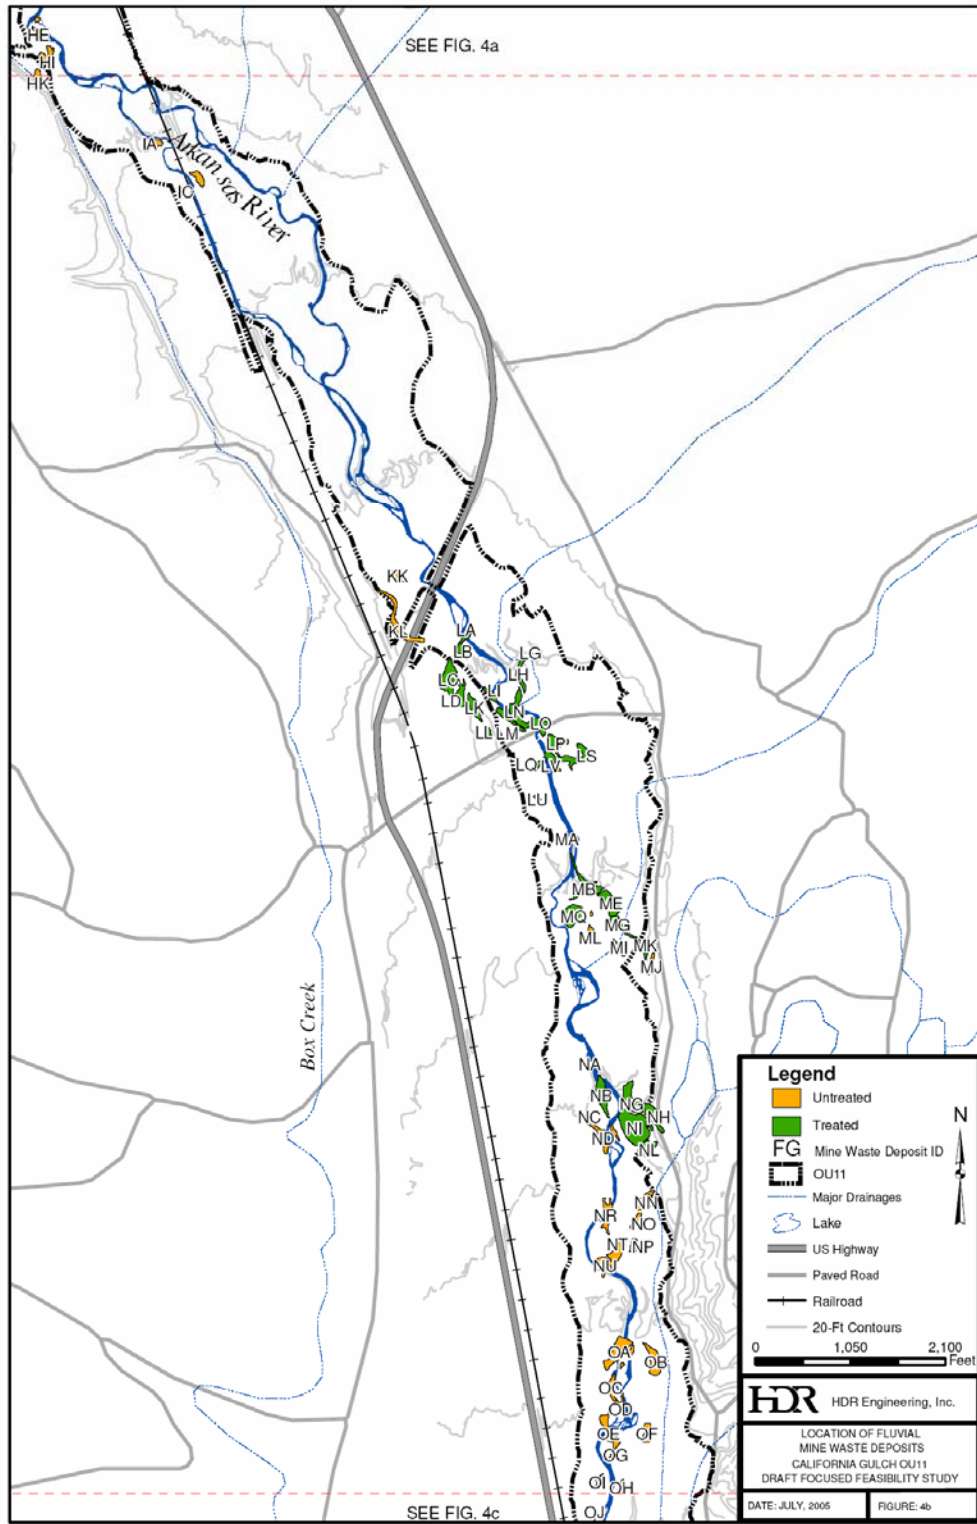 SEE FIG. 4a
HE
HI
HK
IA
IC
Arkansas River
KK
KL
LA
LB
LG
LC
LH
LD
LI
LK
LN
LL
LM
LO
LP
LS
LQ
LV
LU
MA
MB
ME
MQ
MG
ML
MI
MK
MJ
Box Creek
NA
NB
NG
NC
NH
ND
NI
NL
NN
NR
NO
NT
NP
NU
OA
OB
OC
OD
OE
OF
OG
OI
OH
OJ
SEE FIG. 4c
Legend
Untreated
Treated
FG Mine Waste Deposit ID
OU11
Major Drainages
Lake
US Highway
Paved Road
Railroad
20-Ft Contours
N
0 1,050 2,100
Feet
HDR HDR Engineering, Inc.
LOCATION OF FLUVIAL
MINE WASTE DEPOSITS
CALIFORNIA GULCH OU11
DRAFT FOCUSED FEASIBILITY STUDY
DATE: JULY, 2005 FIGURE: 4b